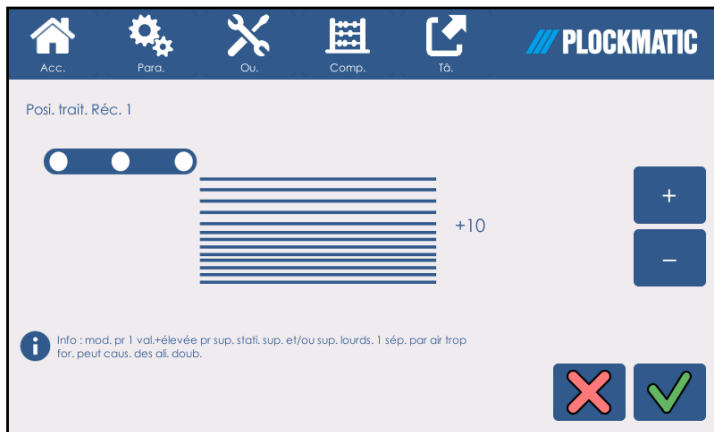 Acc.
Para.
Ou.
Comp.
Tâ.
PLOCKMATIC
Posi. trait. Réc. 1
+10
+
–
Info : mod. pr 1 val.+élevée pr sup. stati. sup. et/ou sup. lourds. 1 sép. par air trop
for. peut caus. des ali. doub.